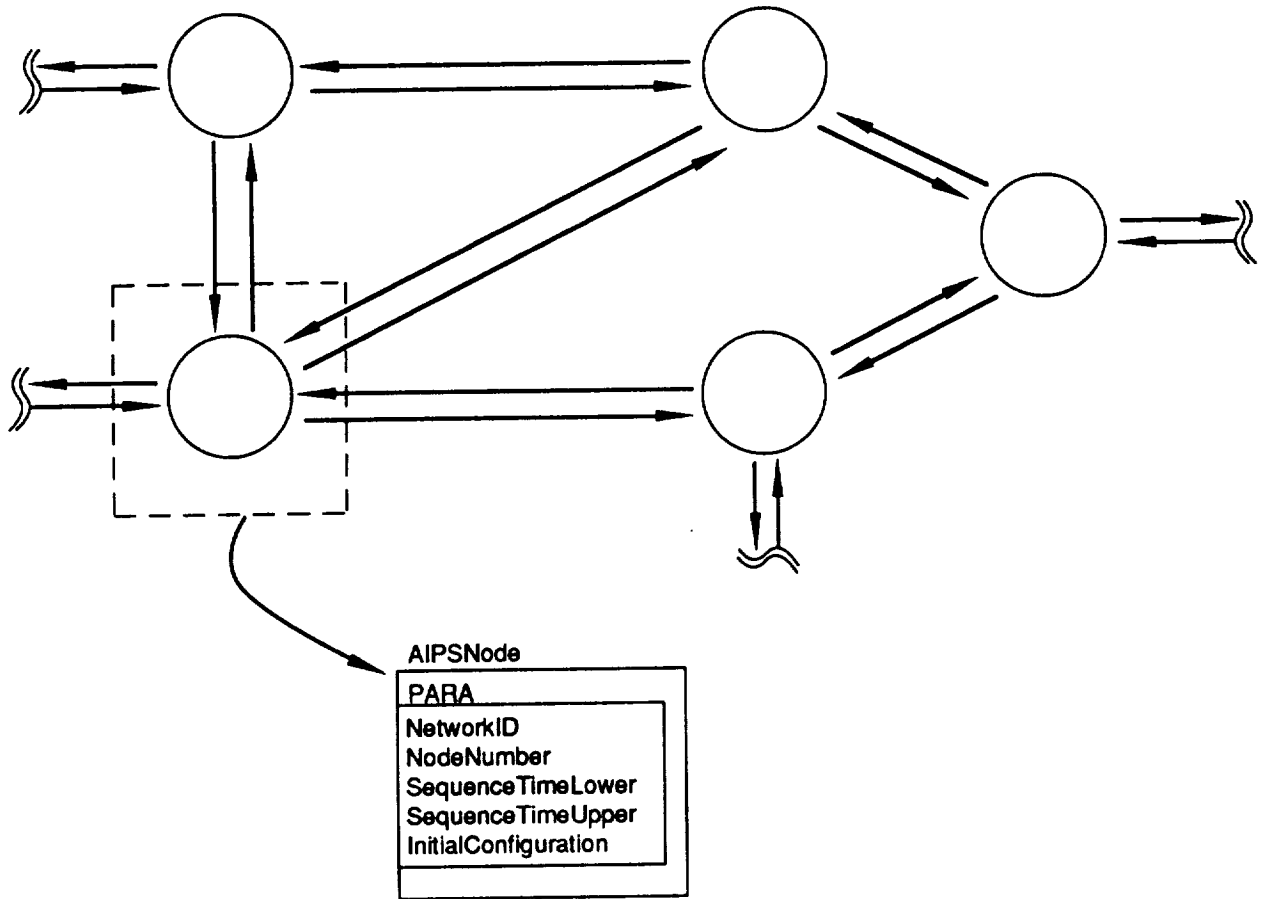 AIPSNode
PARA
NetworkID
NodeNumber
SequenceTimeLower
SequenceTimeUpper
InitialConfiguration